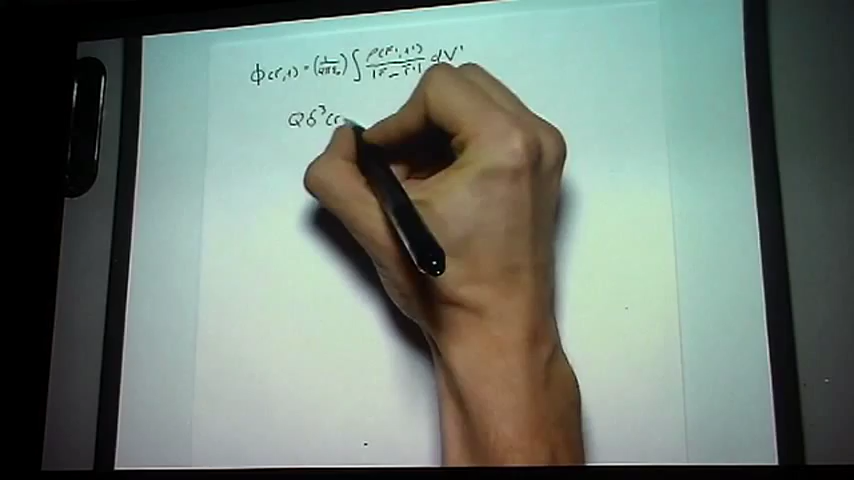 ϕ(r,t) = (1/4πε₀) ∫ ρ(r',t')/|r - r'| dV'
Qδ³(r